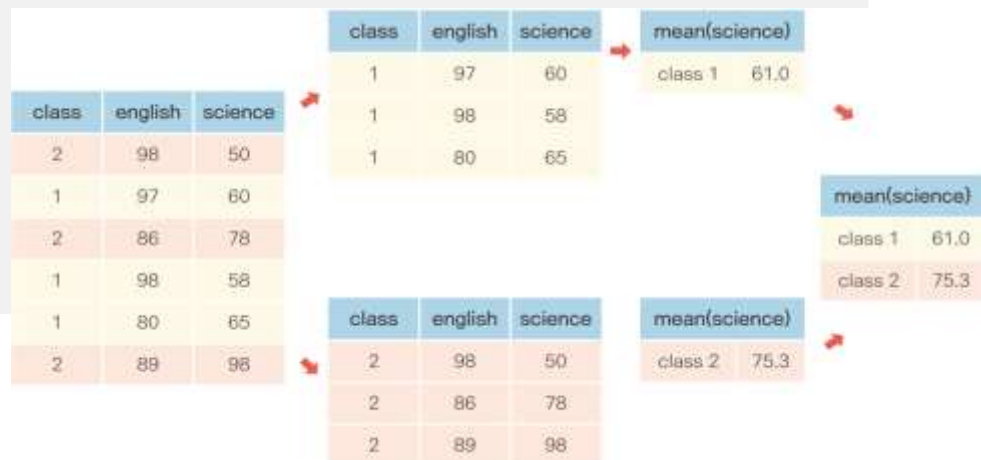 class english science
2 98 50
1 97 60
2 86 78
1 98 58
1 80 65
2 89 98
class english science
1 97 60
1 98 58
1 80 65
mean(science)
class 1 61.0
class english science
2 98 50
2 86 78
2 89 98
mean(science)
class 2 75.3
mean(science)
class 1 61.0
class 2 75.3